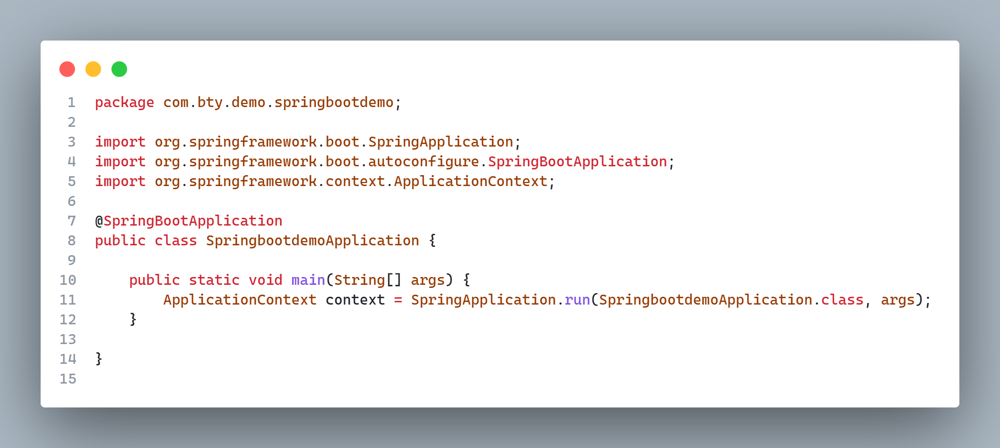 1 package com.bty.demo.springbootdemo;
2
3 import org.springframework.boot.SpringApplication;
4 import org.springframework.boot.autoconfigure.SpringBootApplication;
5 import org.springframework.context.ApplicationContext;
6
7 @SpringBootApplication
8 public class SpringbootdemoApplication {
9
10     public static void main(String[] args) {
11         ApplicationContext context = SpringApplication.run(SpringbootdemoApplication.class, args);
12     }
13
14 }
15